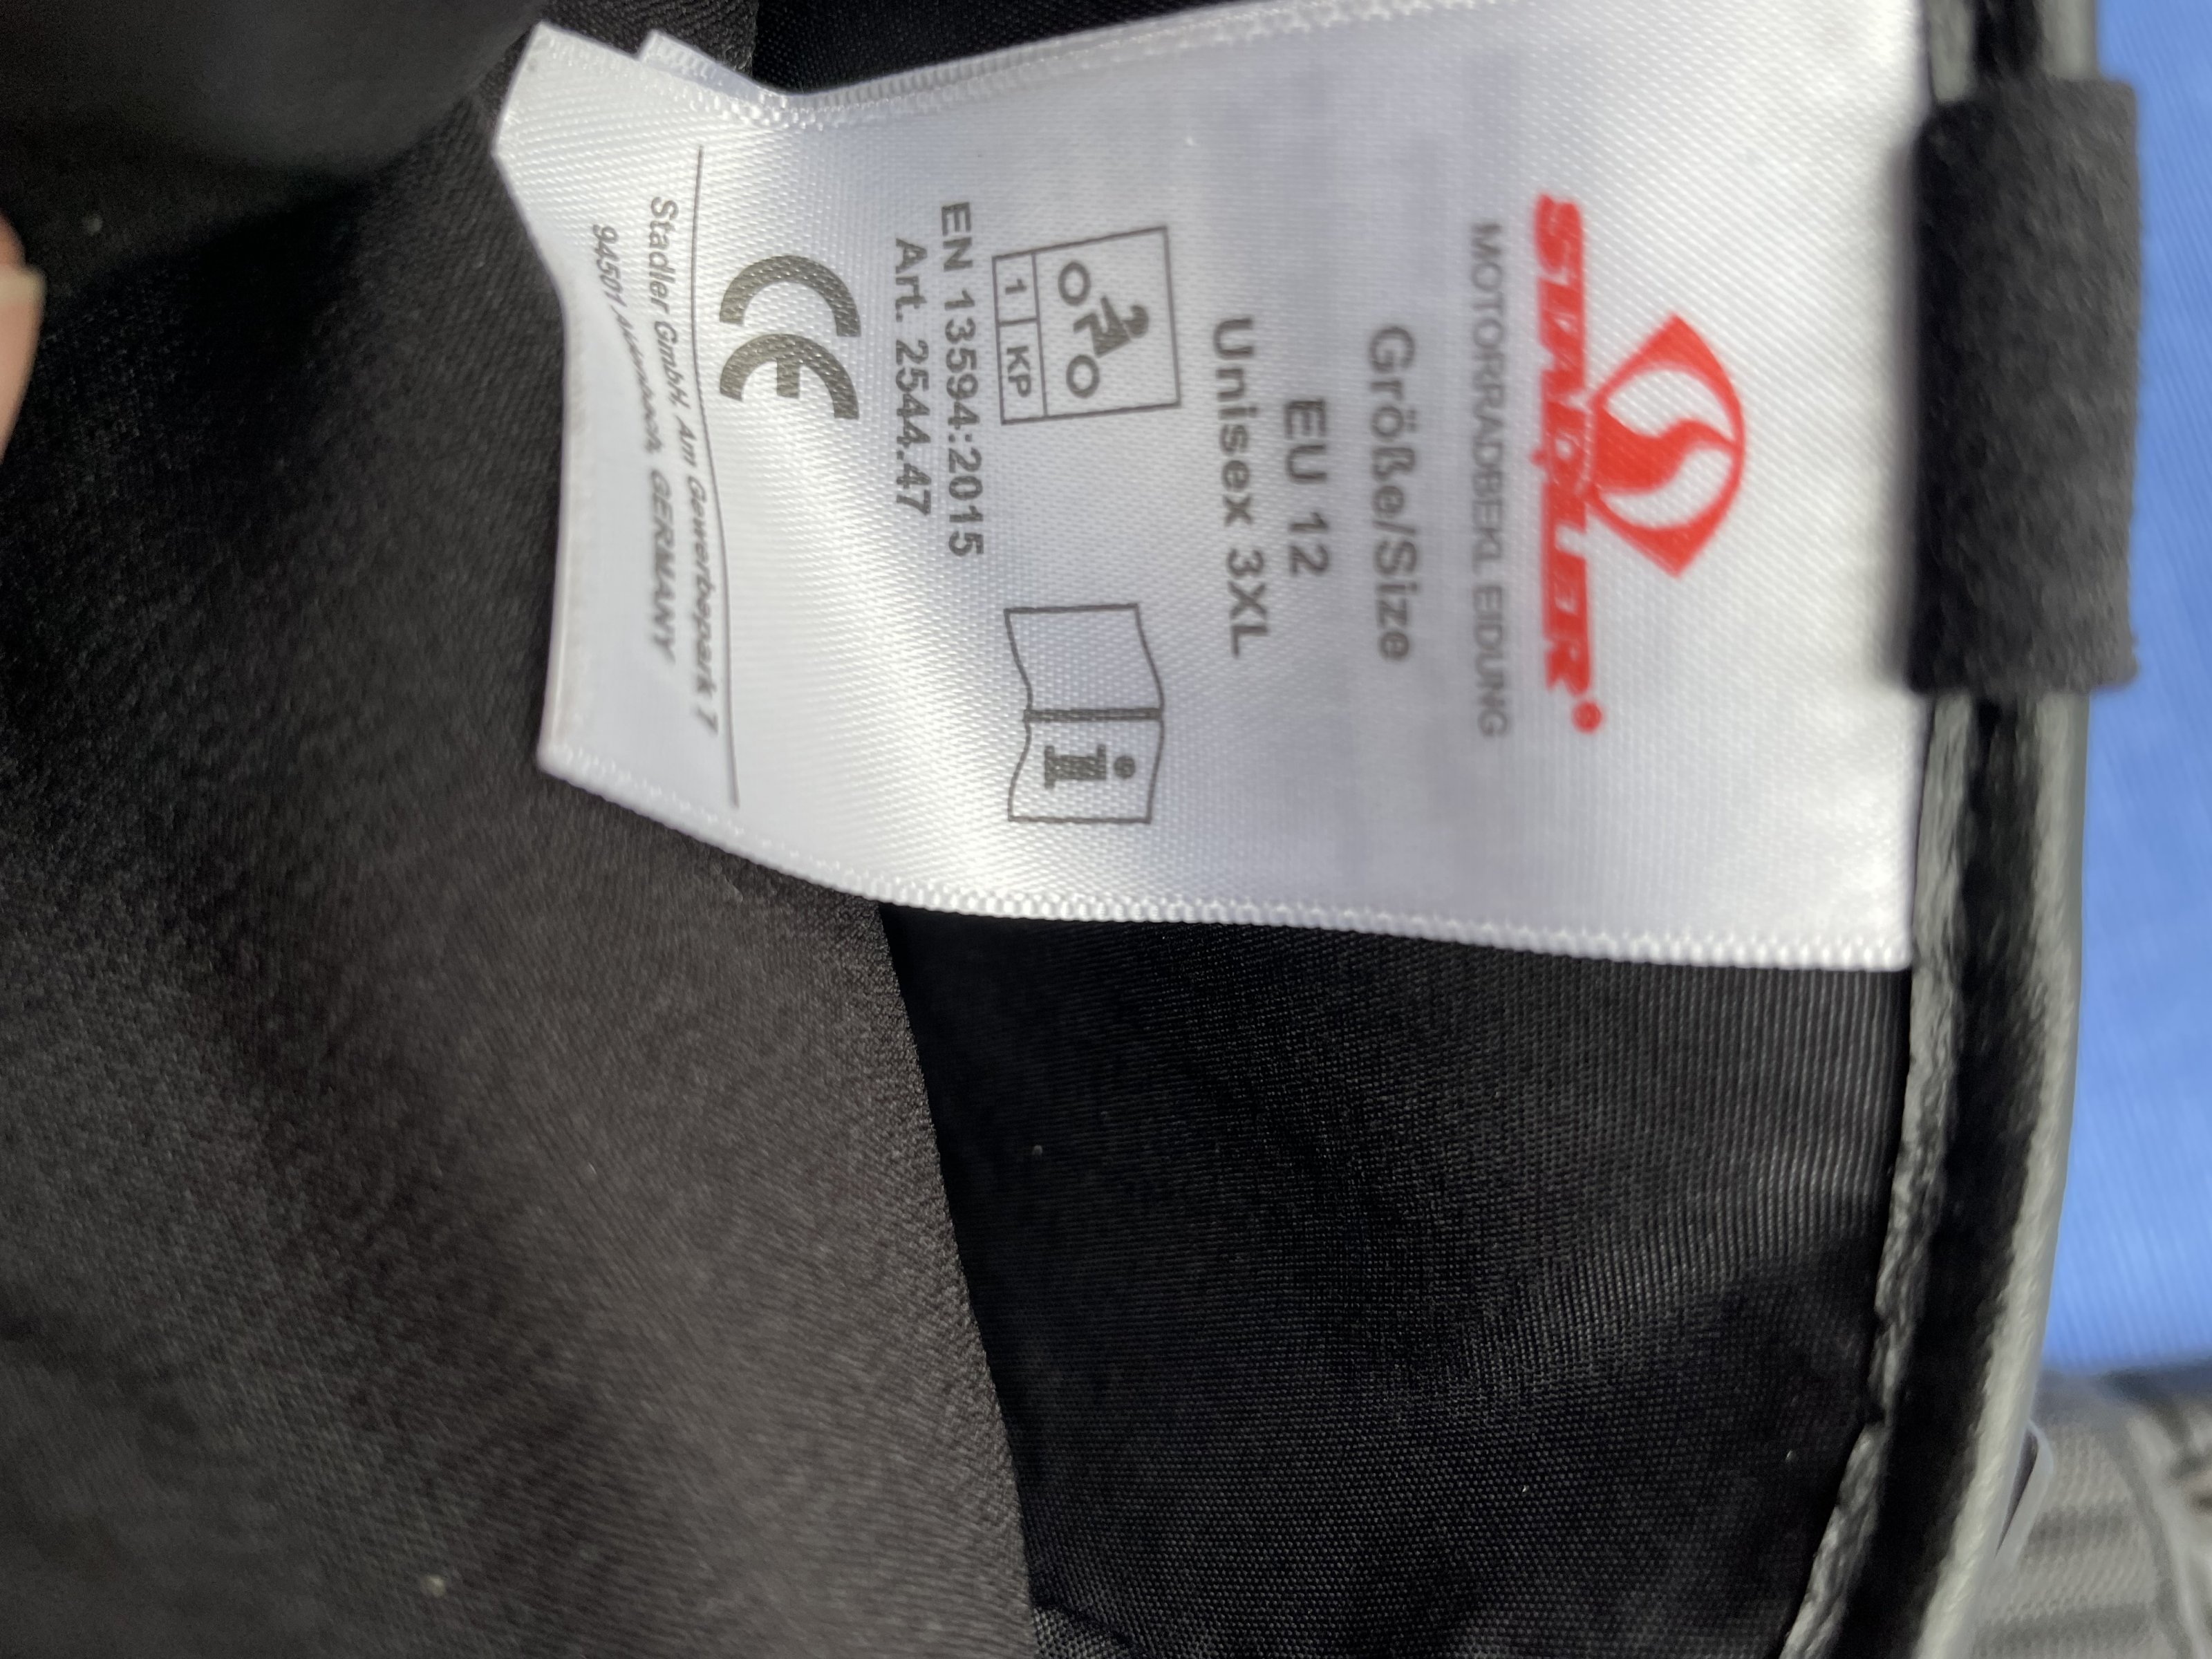 STADLER®
MOTORRADBEKLEIDUNG
Größe/Size
EU 12
Unisex 3XL
1 KP
i
EN 13594:2015
Art. 2544.47
CE
Stadler GmbH, Am Gewerbepark 7
94501 GERMANY